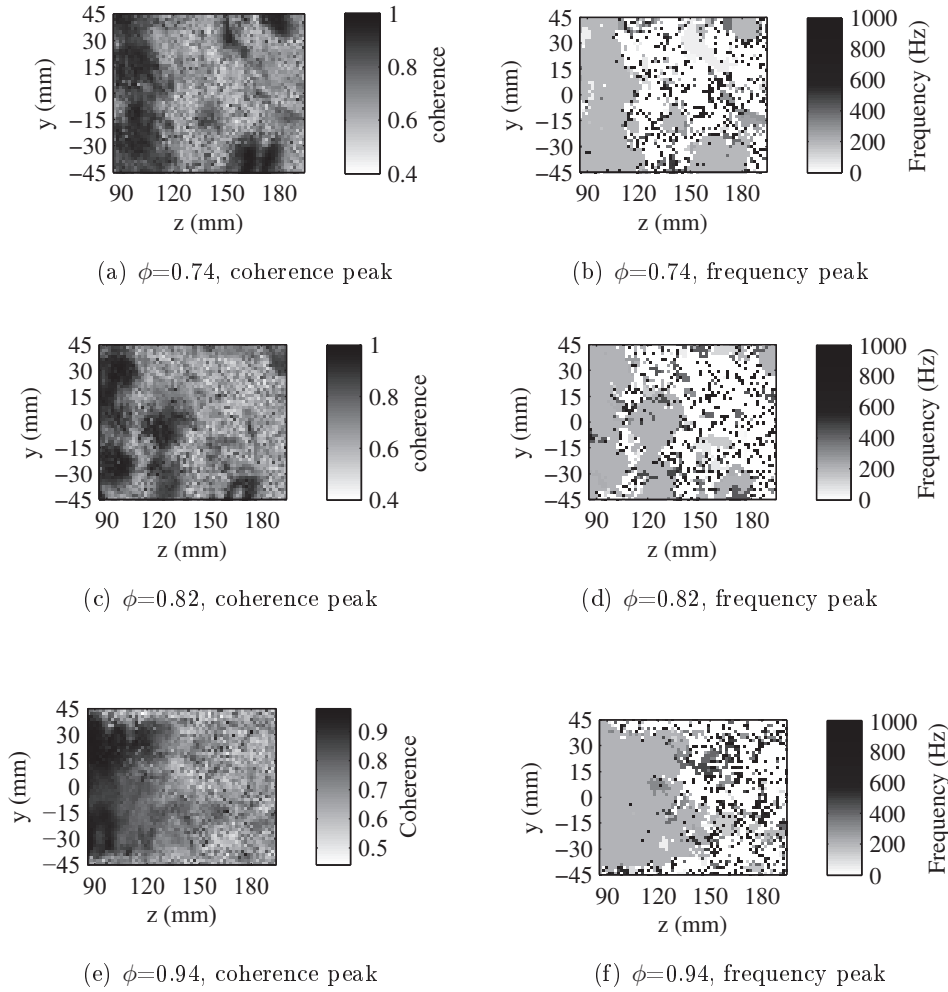 45
30
15
0
−15
−30
−45
y (mm)
90 120 150 180
z (mm)
1
0.8
0.6
0.4
coherence
(a) ϕ=0.74, coherence peak
45
30
15
0
−15
−30
−45
y (mm)
90 120 150 180
z (mm)
1000
800
600
400
200
0
Frequency (Hz)
(b) ϕ=0.74, frequency peak
45
30
15
0
−15
−30
−45
y (mm)
90 120 150 180
z (mm)
1
0.8
0.6
0.4
coherence
(c) ϕ=0.82, coherence peak
45
30
15
0
−15
−30
−45
y (mm)
90 120 150 180
z (mm)
1000
800
600
400
200
0
Frequency (Hz)
(d) ϕ=0.82, frequency peak
45
30
15
0
−15
−30
−45
y (mm)
90 120 150 180
z (mm)
0.9
0.8
0.7
0.6
0.5
Coherence
(e) ϕ=0.94, coherence peak
45
30
15
0
−15
−30
−45
y (mm)
90 120 150 180
z (mm)
1000
800
600
400
200
0
Frequency (Hz)
(f) ϕ=0.94, frequency peak